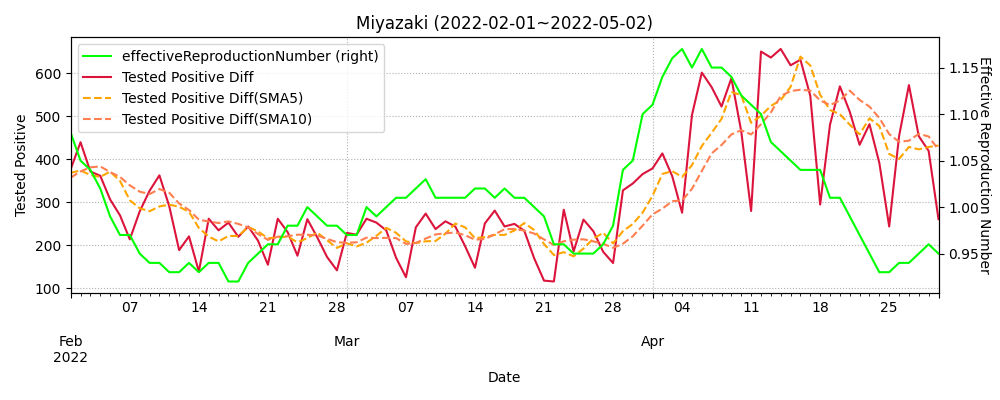 Miyazaki (2022-02-01~2022-05-02)
effectiveReproductionNumber (right)
Tested Positive Diff
Tested Positive Diff(SMA5)
Tested Positive Diff(SMA10)
Tested Positive
600
500
400
300
200
100
1.15
1.10
1.05
1.00
0.95
Effective Reproduction Number
07 14 21 28 07 14 21 28 04 11 18 25
Feb Mar Apr
2022
Date